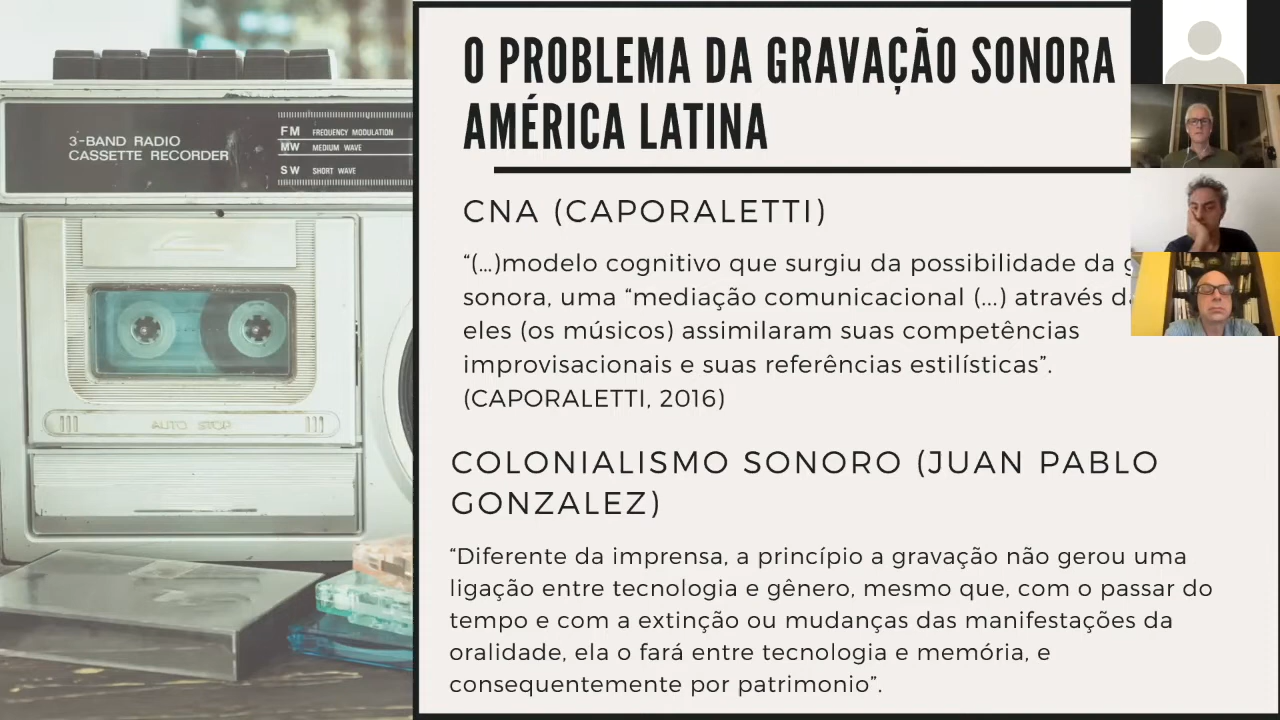 3-BAND RADIO
CASSETTE RECORDER
FM FREQUENCY MODULATION
MW MEDIUM WAVE
SW SHORT WAVE
AUTO STOP
O PROBLEMA DA GRAVAÇÃO SONORA
AMÉRICA LATINA
CNA (CAPORALETTI)
“(...)modelo cognitivo que surgiu da possibilidade da
sonora, uma “mediação comunicacional (...) através
eles (os músicos) assimilaram suas competências
improvisacionais e suas referências estilísticas”.
(CAPORALETTI, 2016)
COLONIALISMO SONORO (JUAN PABLO
GONZALEZ)
“Diferente da imprensa, a princípio a gravação não gerou uma
ligação entre tecnologia e gênero, mesmo que, com o passar do
tempo e com a extinção ou mudanças das manifestações da
oralidade, ela o fará entre tecnologia e memória, e
consequentemente por patrimonio”.